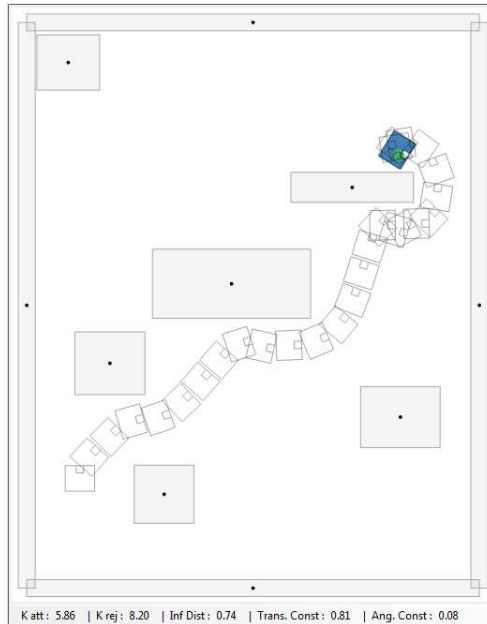 K att : 5.86 | K rej : 8.20 | Inf Dist : 0.74 | Trans. Const : 0.81 | Ang. Const : 0.08